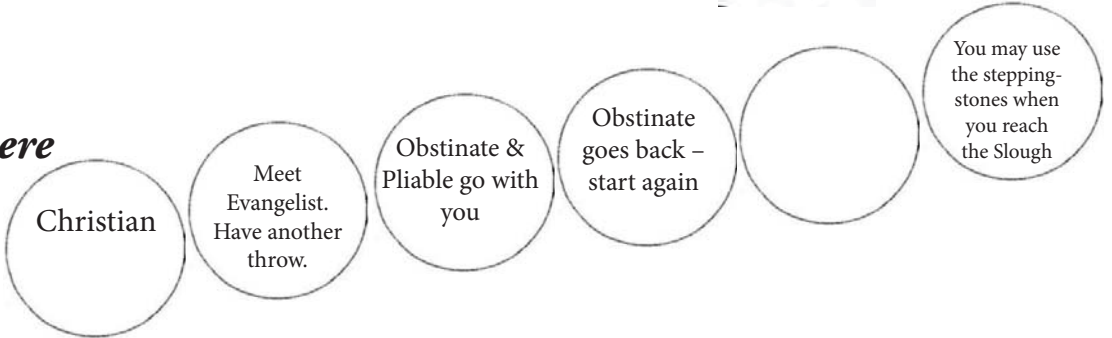 ere
Christian
Meet
Evangelist.
Have another
throw.
Obstinate &
Pliable go with
you
Obstinate
goes back –
start again
You may use
the stepping-
stones when
you reach
the Slough